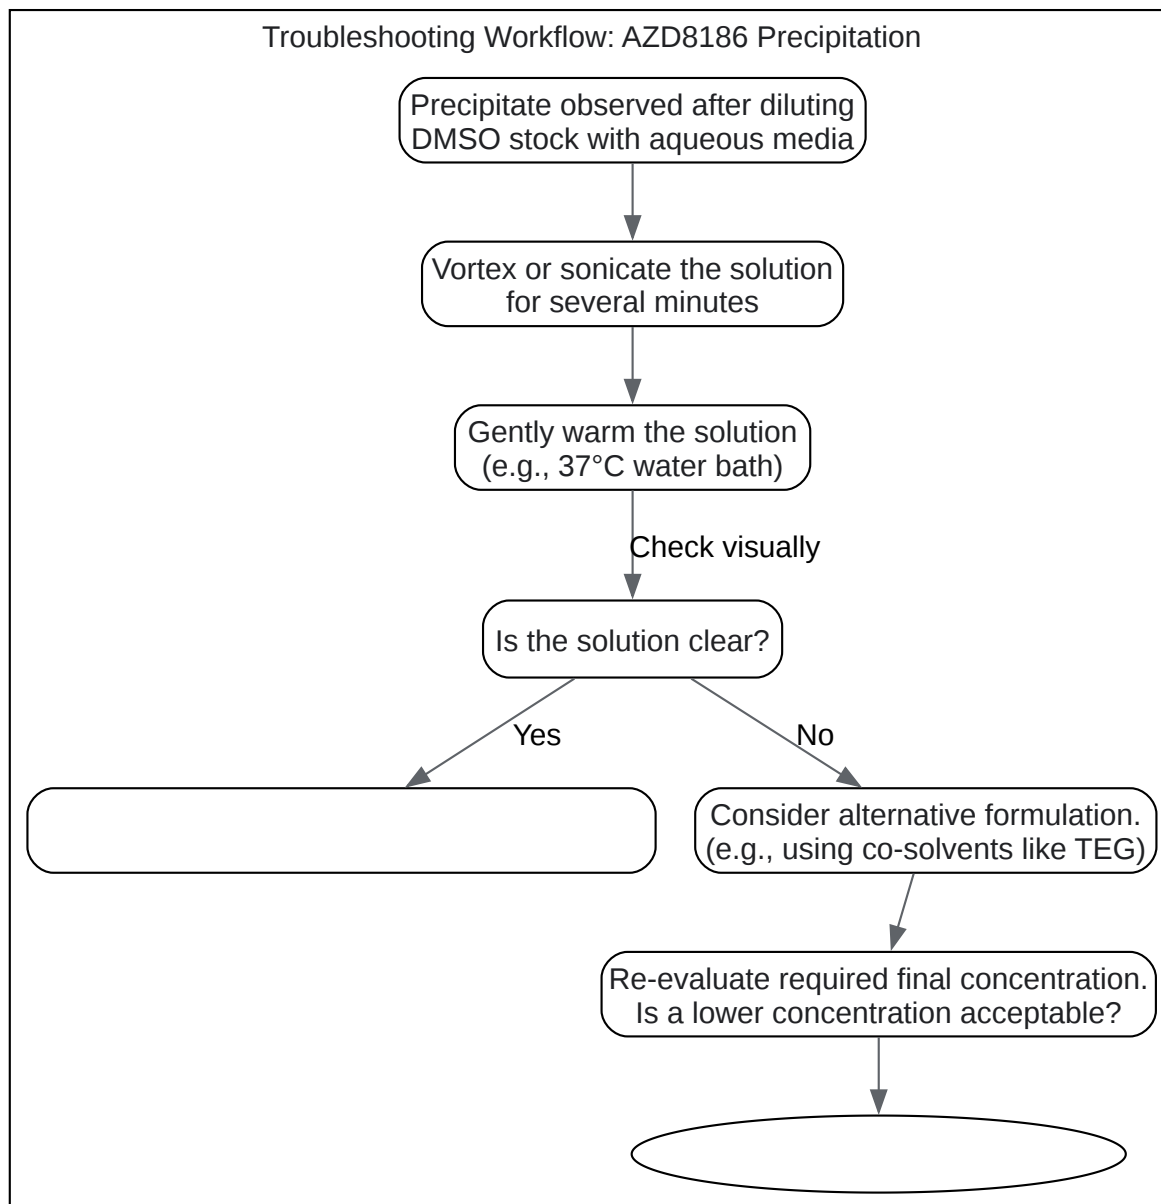 Troubleshooting Workflow: AZD8186 Precipitation
Precipitate observed after diluting
DMSO stock with aqueous media
Vortex or sonicate the solution
for several minutes
Gently warm the solution
(e.g., 37°C water bath)
Check visually
Is the solution clear?
Yes
No
Consider alternative formulation.
(e.g., using co-solvents like TEG)
Re-evaluate required final concentration.
Is a lower concentration acceptable?